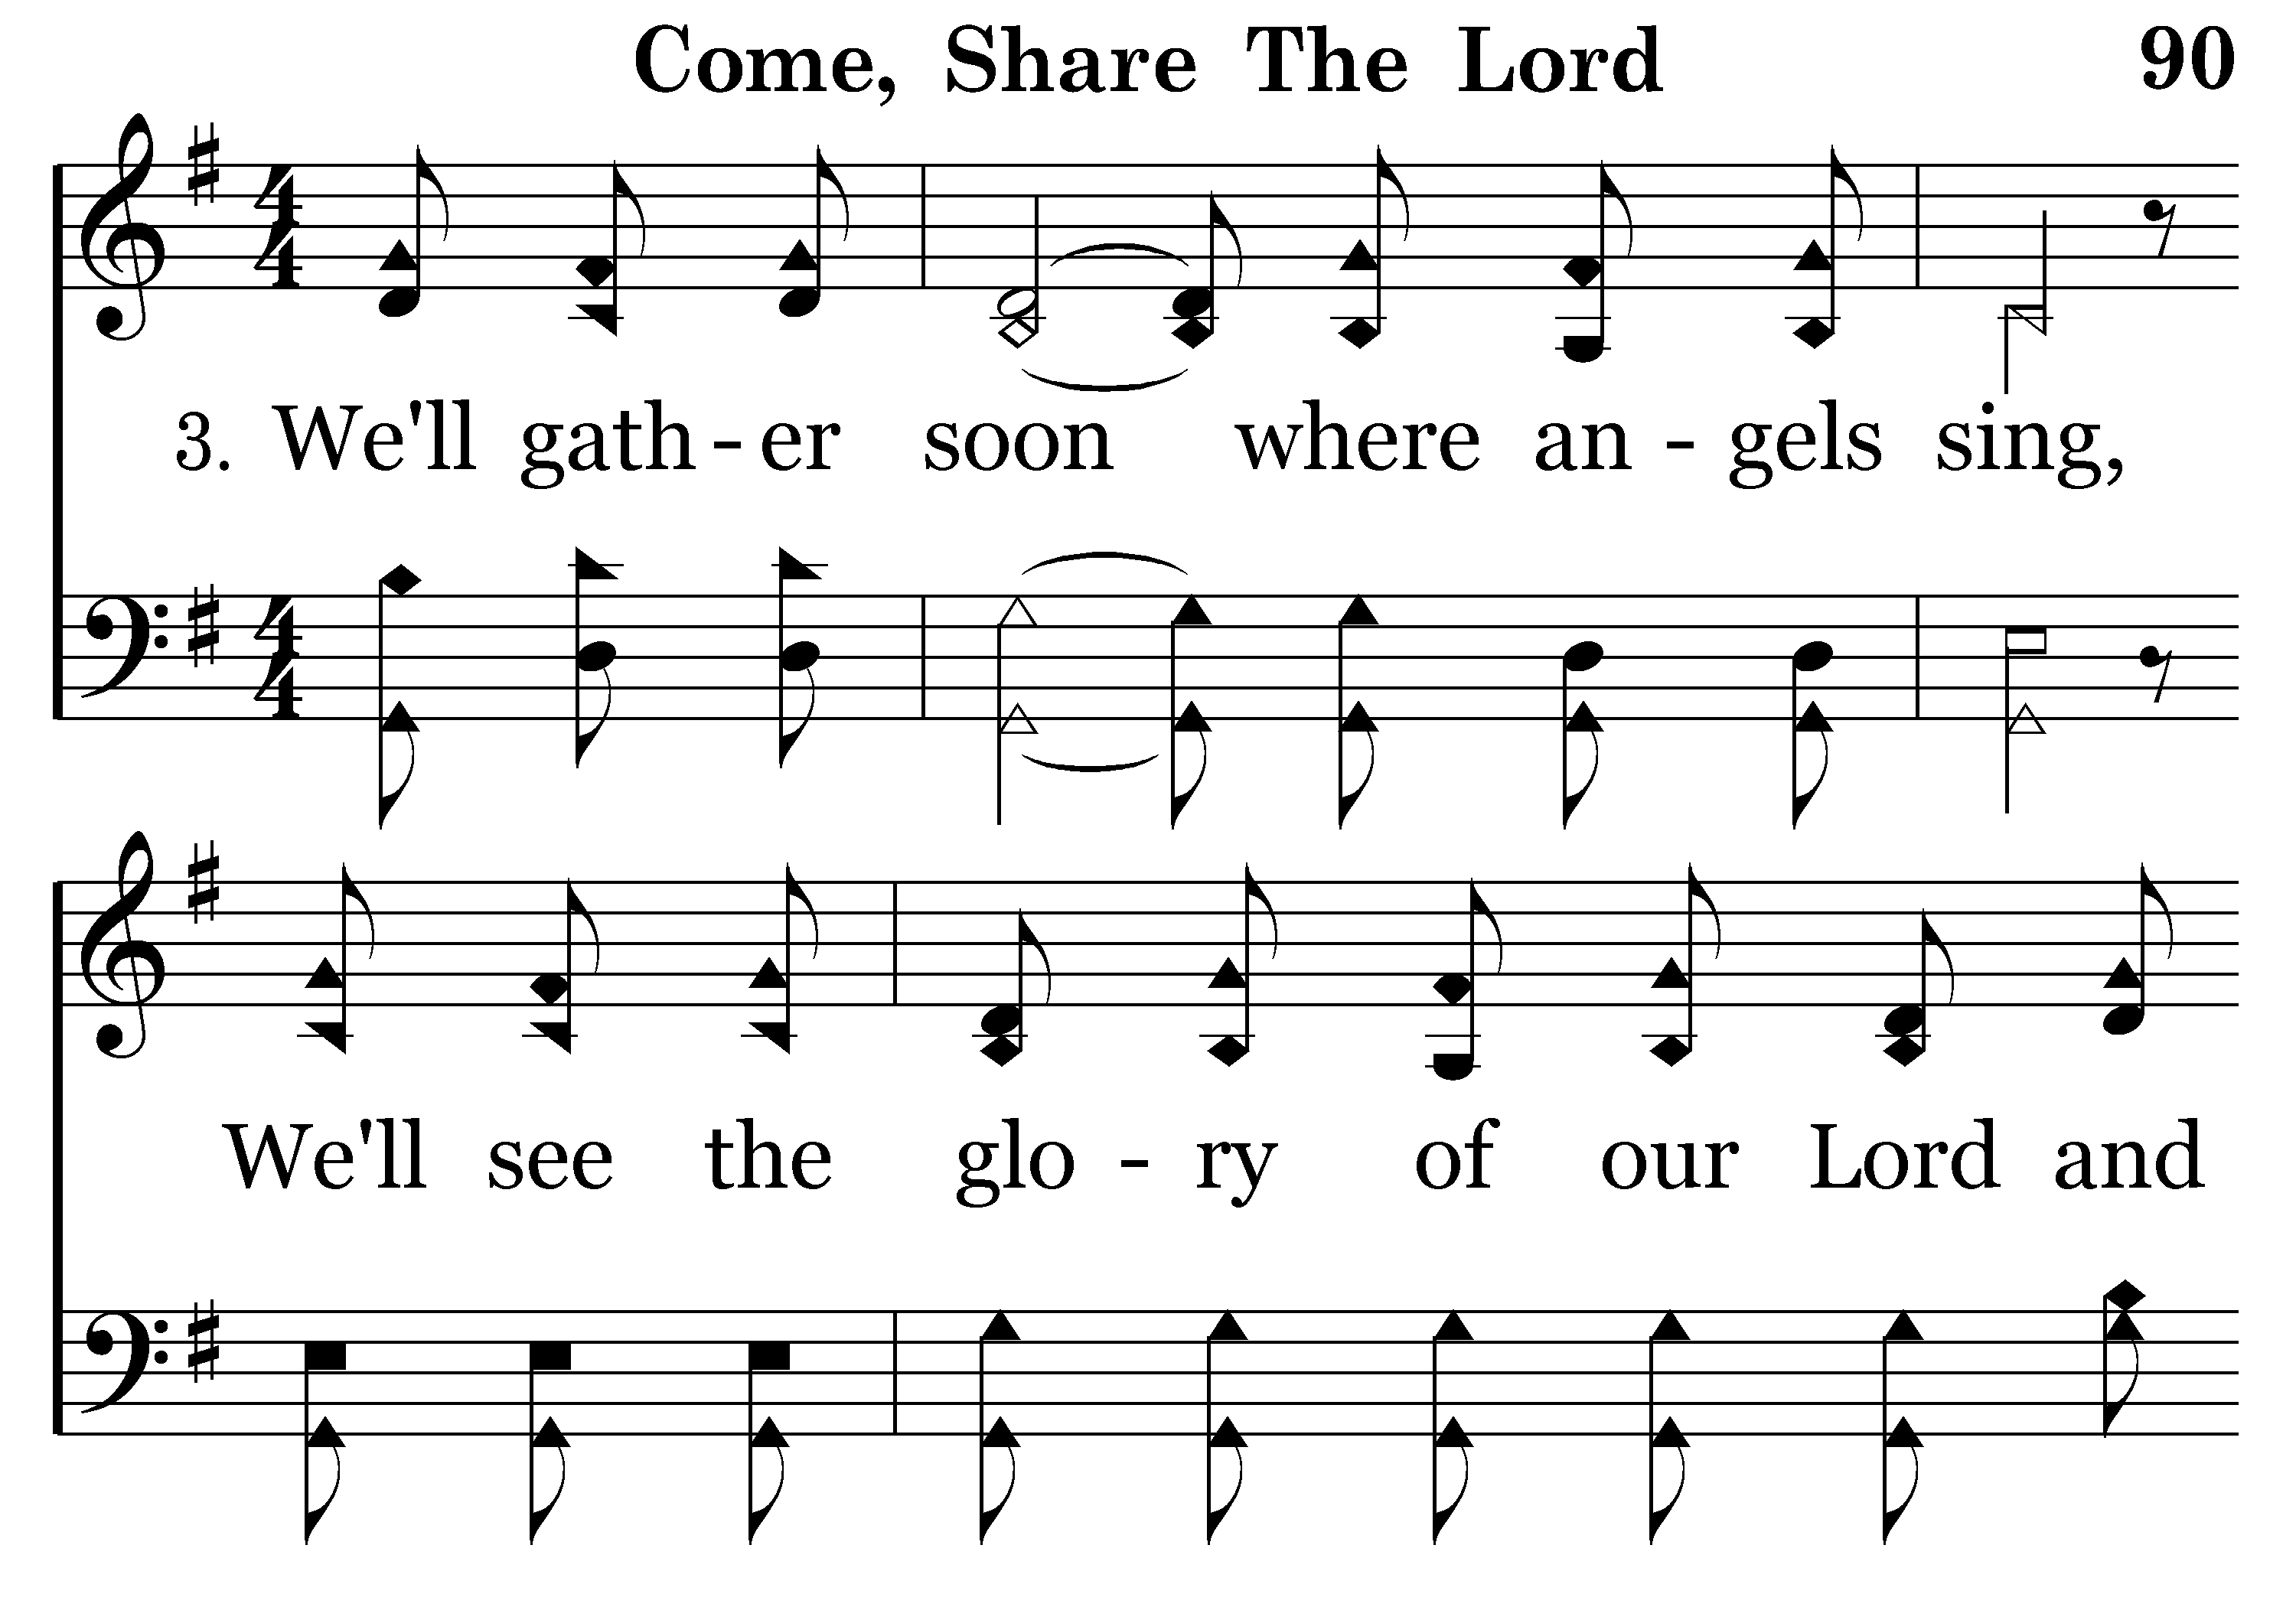 Come, Share The Lord 90
3. We'll gath - er soon where an - gels sing,
We'll see the glo - ry of our Lord and